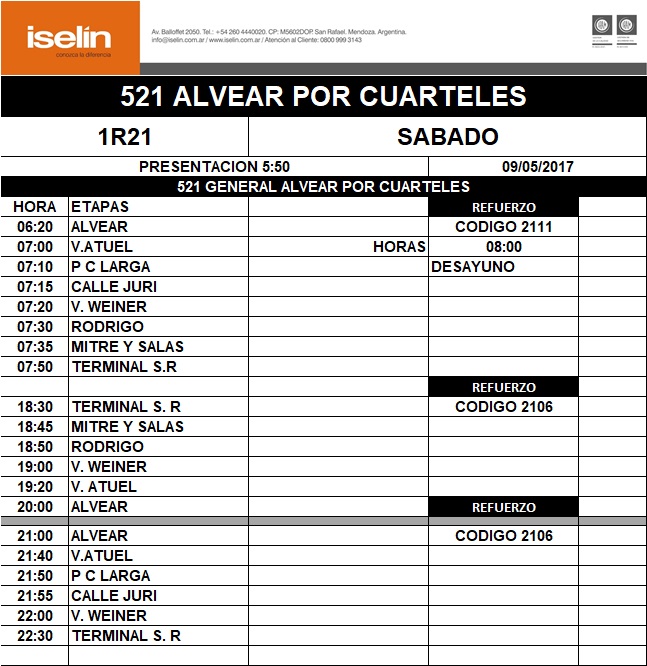 iselín
conozca la diferencia
Av. Balloffet 2050. Tel.: +54 260 4440020. CP: M5602DOP. San Rafael. Mendoza. Argentina.
info@iselin.com.ar / www.iselin.com.ar / Atención al Cliente: 0800 999 3143
521 ALVEAR POR CUARTELES
1R21 SABADO
PRESENTACION 5:50 09/05/2017
521 GENERAL ALVEAR POR CUARTELES
HORA ETAPAS REFUERZO
06:20 ALVEAR CODIGO 2111
07:00 V.ATUEL HORAS 08:00
07:10 P C LARGA DESAYUNO
07:15 CALLE JURI
07:20 V. WEINER
07:30 RODRIGO
07:35 MITRE Y SALAS
07:50 TERMINAL S.R
REFUERZO
18:30 TERMINAL S. R CODIGO 2106
18:45 MITRE Y SALAS
18:50 RODRIGO
19:00 V. WEINER
19:20 V. ATUEL
20:00 ALVEAR REFUERZO
21:00 ALVEAR CODIGO 2106
21:40 V.ATUEL
21:50 P C LARGA
21:55 CALLE JURI
22:00 V. WEINER
22:30 TERMINAL S. R